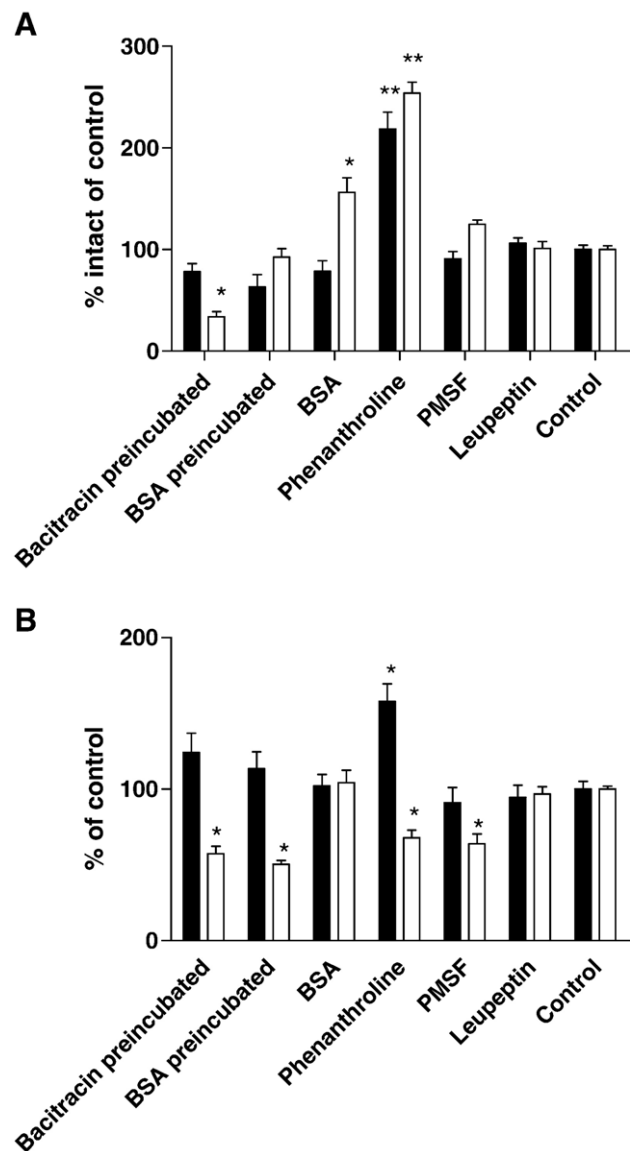 A
300
200
100
0
% intact of control
*
*
**
**
Bacitracin preincubated
BSA preincubated
BSA
Phenanthroline
PMSF
Leupeptin
Control
B
200
100
0
% of control
*
*
*
*
*
Bacitracin preincubated
BSA preincubated
BSA
Phenanthroline
PMSF
Leupeptin
Control